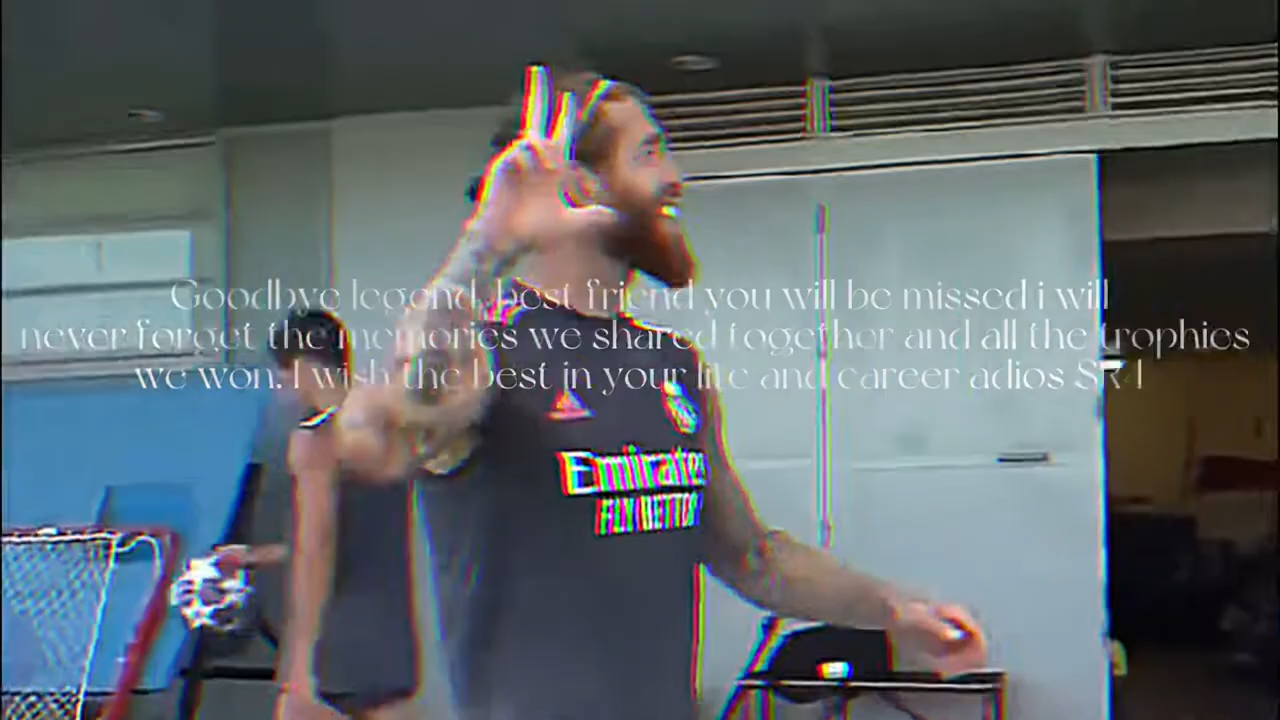 Goodbye legend, best friend you will be missed i will
never forget the memories we shared together and all the trophies
we won. I wish the best in your life and career adios SR4
Emirates
FLY BETTER